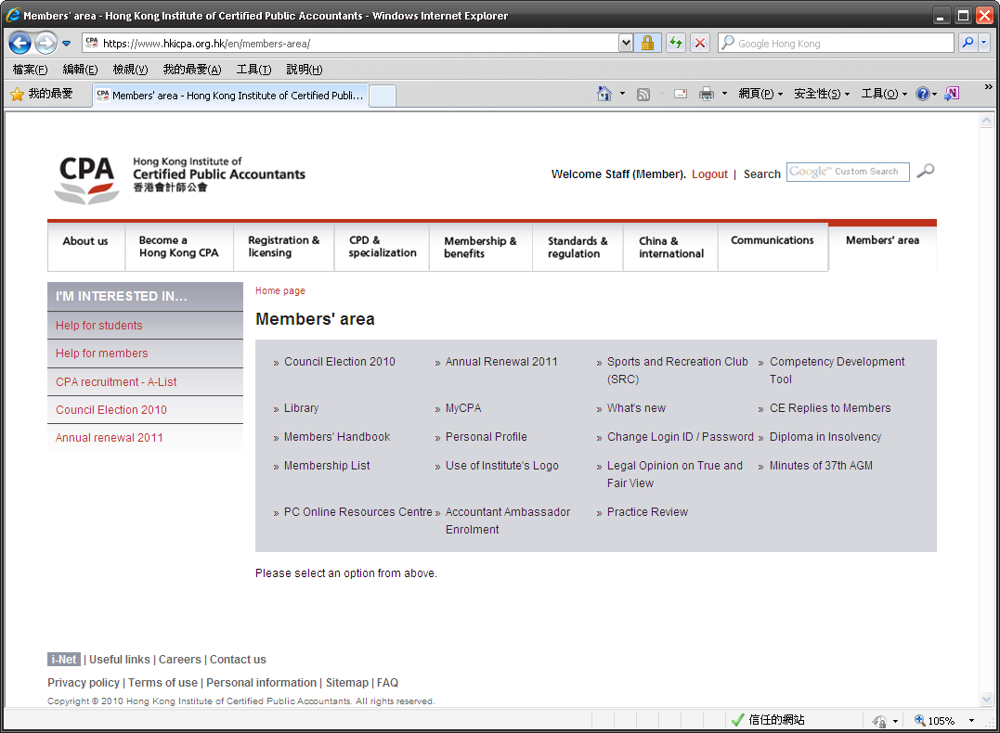 Members' area - Hong Kong Institute of Certified Public Accountants - Windows Internet Explorer
CPA https://www.hkicpa.org.hk/en/members-area/
Google Hong Kong
檔案(F) 編輯(E) 檢視(V) 我的最愛(A) 工具(T) 說明(H)
我的最愛 CPA Members' area - Hong Kong Institute of Certified Publi... 網頁(P) 安全性(S) 工具(O)
CPA
Hong Kong Institute of
Certified Public Accountants
香港會計師公會
Welcome Staff (Member). Logout | Search Google™ Custom Search
About us
Become a
Hong Kong CPA
Registration &
licensing
CPD &
specialization
Membership &
benefits
Standards &
regulation
China &
international
Communications
Members' area
I'M INTERESTED IN...
Help for students
Help for members
CPA recruitment - A-List
Council Election 2010
Annual renewal 2011
Home page
Members' area
» Council Election 2010 » Annual Renewal 2011 » Sports and Recreation Club » Competency Development
(SRC) Tool
» Library » MyCPA » What's new » CE Replies to Members
» Members' Handbook » Personal Profile » Change Login ID / Password » Diploma in Insolvency
» Membership List » Use of Institute's Logo » Legal Opinion on True and » Minutes of 37th AGM
Fair View
» PC Online Resources Centre » Accountant Ambassador » Practice Review
Enrolment
Please select an option from above.
i-Net | Useful links | Careers | Contact us
Privacy policy | Terms of use | Personal information | Sitemap | FAQ
Copyright © 2010 Hong Kong Institute of Certified Public Accountants. All rights reserved.
信任的網站 105%